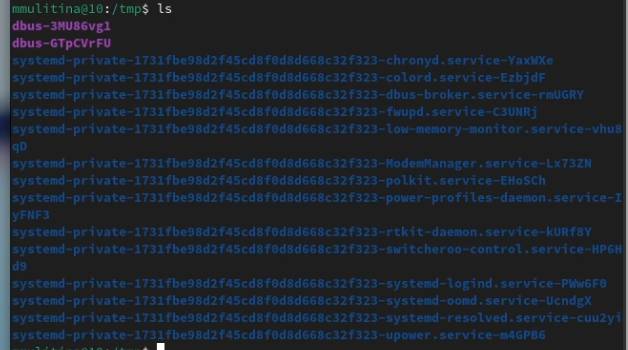 mmulitina@10:/tmp$ ls
dbus-3MU86vg1
dbus-GTpCVrFU
systemd-private-1731fbe98d2f45cd8f0d8d668c32f323-chronyd.service-YaxWXe
systemd-private-1731fbe98d2f45cd8f0d8d668c32f323-colord.service-EzbjdF
systemd-private-1731fbe98d2f45cd8f0d8d668c32f323-dbus-broker.service-rmUGRY
systemd-private-1731fbe98d2f45cd8f0d8d668c32f323-fwupd.service-C3UNRj
systemd-private-1731fbe98d2f45cd8f0d8d668c32f323-low-memory-monitor.service-vhu8
qD
systemd-private-1731fbe98d2f45cd8f0d8d668c32f323-ModemManager.service-Lx73ZN
systemd-private-1731fbe98d2f45cd8f0d8d668c32f323-polkit.service-EHoSCh
systemd-private-1731fbe98d2f45cd8f0d8d668c32f323-power-profiles-daemon.service-I
yFNF3
systemd-private-1731fbe98d2f45cd8f0d8d668c32f323-rtkit-daemon.service-kURf8Y
systemd-private-1731fbe98d2f45cd8f0d8d668c32f323-switcheroo-control.service-HP6H
d9
systemd-private-1731fbe98d2f45cd8f0d8d668c32f323-systemd-logind.service-PWw6F0
systemd-private-1731fbe98d2f45cd8f0d8d668c32f323-systemd-oomd.service-UcndgX
systemd-private-1731fbe98d2f45cd8f0d8d668c32f323-systemd-resolved.service-cuu2yi
systemd-private-1731fbe98d2f45cd8f0d8d668c32f323-upower.service-m4GPB6
mmulitina@10:/tmp$